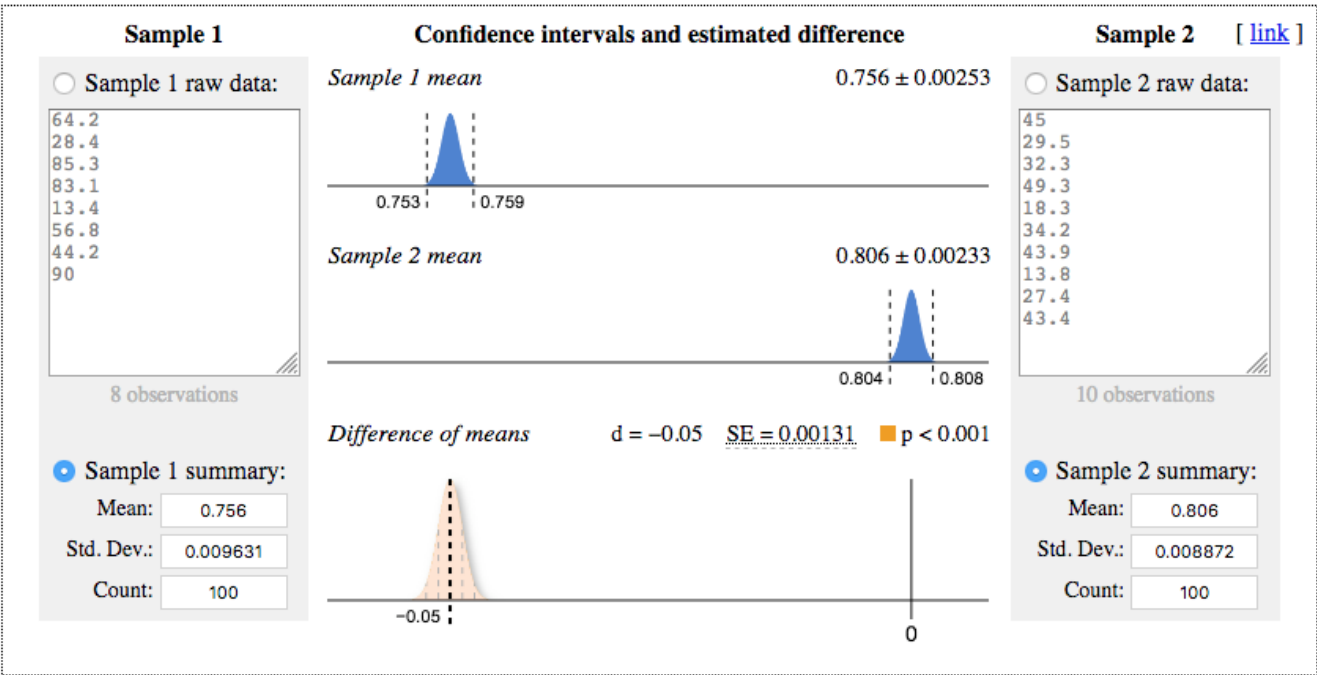 Sample 1
Sample 1 raw data:
64.2
28.4
85.3
83.1
13.4
56.8
44.2
90
8 observations
Sample 1 summary:
Mean: 0.756
Std. Dev.: 0.009631
Count: 100
Confidence intervals and estimated difference
Sample 1 mean 0.756 ± 0.00253
0.753 0.759
Sample 2 mean 0.806 ± 0.00233
0.804 0.808
Difference of means d = −0.05 SE = 0.00131 p < 0.001
−0.05
0
Sample 2 [ link ]
Sample 2 raw data:
45
29.5
32.3
49.3
18.3
34.2
43.9
13.8
27.4
43.4
10 observations
Sample 2 summary:
Mean: 0.806
Std. Dev.: 0.008872
Count: 100